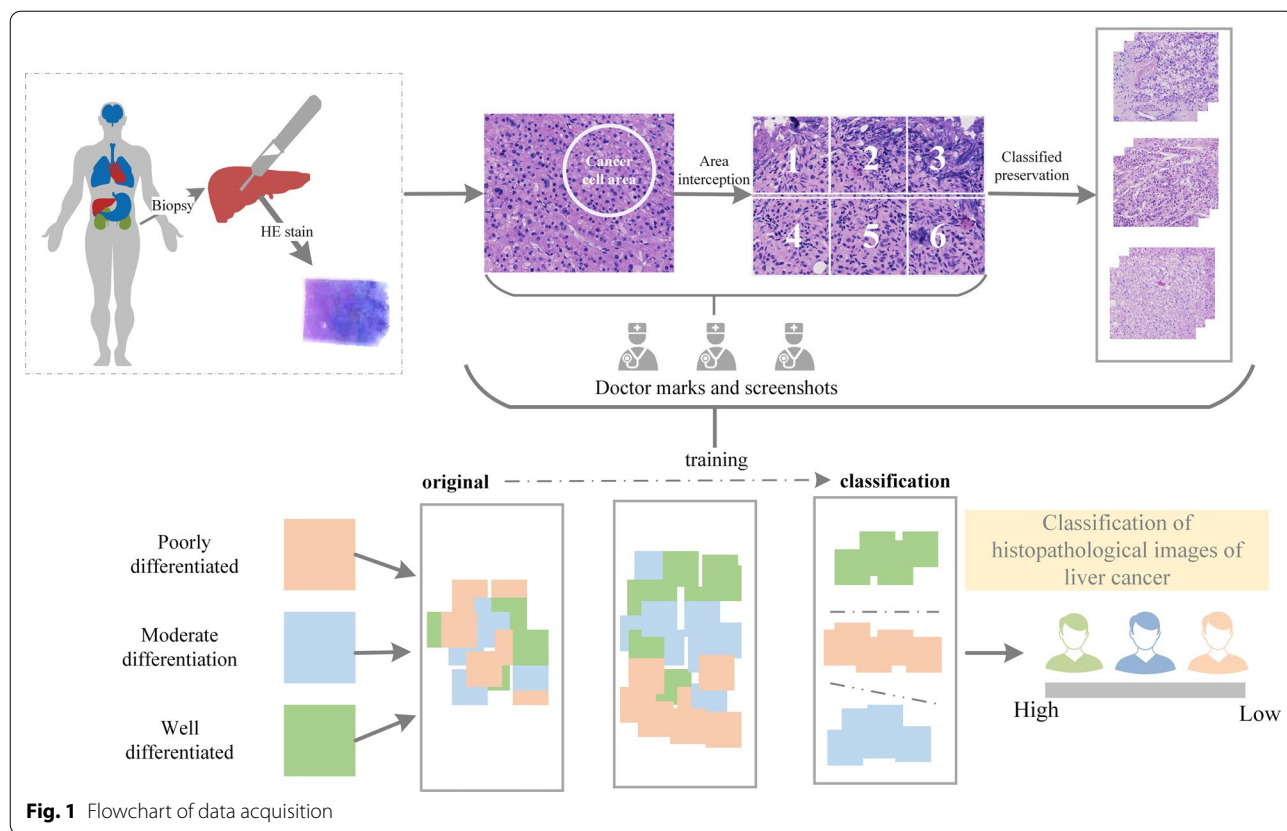 Biopsy
HE stain
Cancer
cell area
Area
interception
1 2 3
4 5 6
Classified
preservation
Doctor marks and screenshots
training
original
classification
Poorly
differentiated
Moderate
differentiation
Well
differentiated
Classification of
histopathological images of
liver cancer
High
Low
Fig. 1 Flowchart of data acquisition